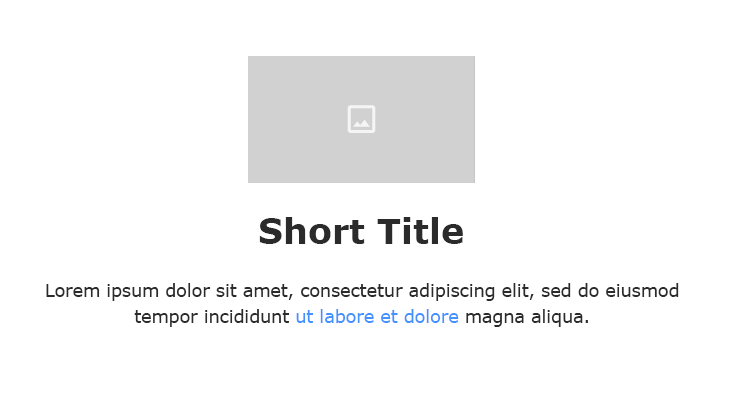 Short Title
Lorem ipsum dolor sit amet, consectetur adipiscing elit, sed do eiusmod
tempor incididunt ut labore et dolore magna aliqua.